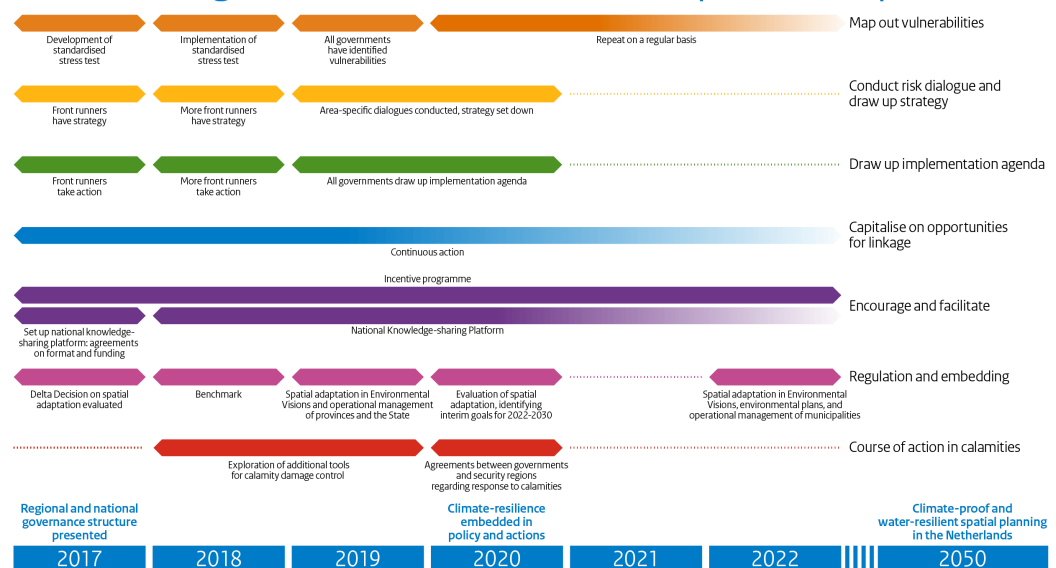 Map out vulnerabilities
Development of
standardised
stress test
Implementation of
standardised
stress test
All governments
have identified
vulnerabilities
Repeat on a regular basis
Conduct risk dialogue and
draw up strategy
Front runners
have strategy
More front runners
have strategy
Area-specific dialogues conducted, strategy set down
Draw up implementation agenda
Front runners
take action
More front runners
take action
All governments draw up implementation agenda
Capitalise on opportunities
for linkage
Continuous action
Incentive programme
Encourage and facilitate
Set up national knowledge-
sharing platform: agreements
on format and funding
National Knowledge-sharing Platform
Regulation and embedding
Delta Decision on spatial
adaptation evaluated
Benchmark
Spatial adaptation in Environmental
Visions and operational management
of provinces and the State
Evaluation of spatial
adaptation, identifying
interim goals for 2022-2030
Spatial adaptation in Environmental
Visions, environmental plans, and
operational management of municipalities
Course of action in calamities
Exploration of additional tools
for calamity damage control
Agreements between governments
and security regions
regarding response to calamities
Regional and national
governance structure
presented
Climate-resilience
embedded in
policy and actions
Climate-proof and
water-resilient spatial planning
in the Netherlands
2017
2018
2019
2020
2021
2022
2050